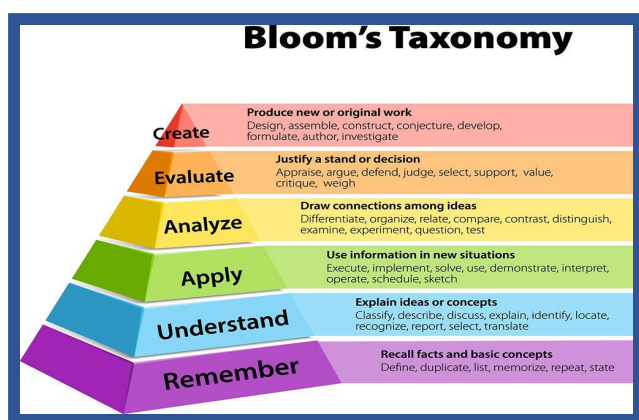 Bloom's Taxonomy
Create
Produce new or original work
Design, assemble, construct, conjecture, develop,
formulate, author, investigate
Evaluate
Justify a stand or decision
Appraise, argue, defend, judge, select, support, value,
critique, weigh
Analyze
Draw connections among ideas
Differentiate, organize, relate, compare, contrast, distinguish,
examine, experiment, question, test
Apply
Use information in new situations
Execute, implement, solve, use, demonstrate, interpret,
operate, schedule, sketch
Understand
Explain ideas or concepts
Classify, describe, discuss, explain, identify, locate,
recognize, report, select, translate
Remember
Recall facts and basic concepts
Define, duplicate, list, memorize, repeat, state